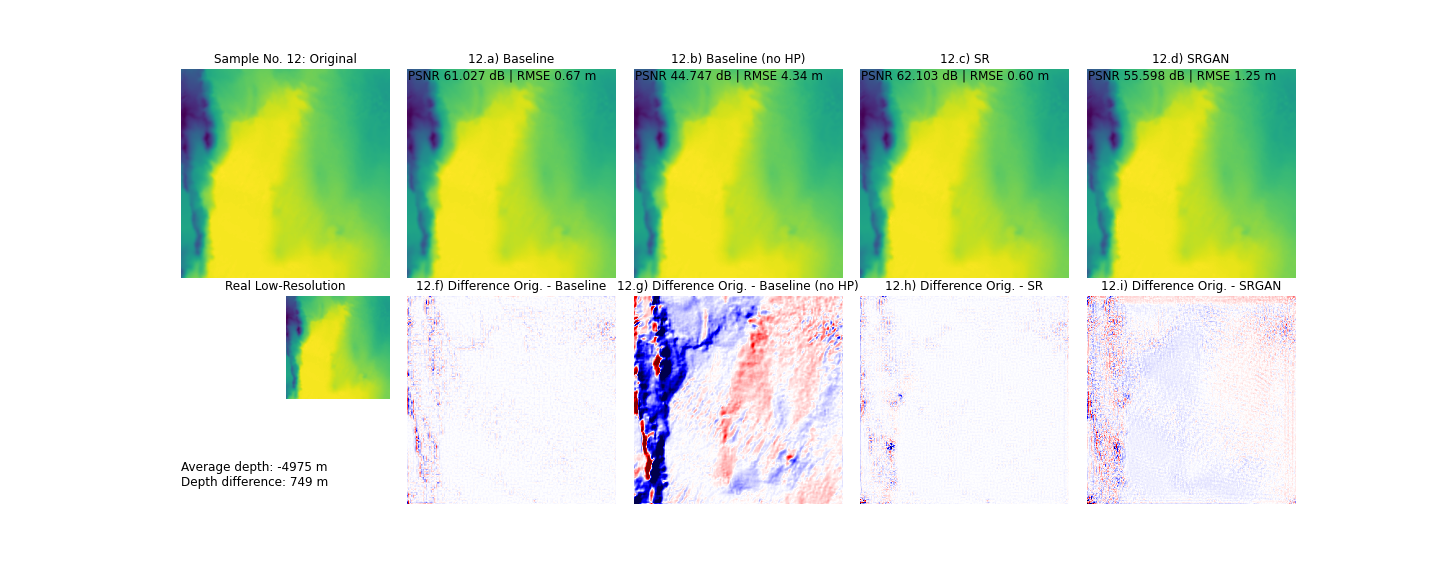 Sample No. 12: Original
12.a) Baseline
12.b) Baseline (no HP)
12.c) SR
12.d) SRGAN
PSNR 61.027 dB | RMSE 0.67 m
PSNR 44.747 dB | RMSE 4.34 m
PSNR 62.103 dB | RMSE 0.60 m
PSNR 55.598 dB | RMSE 1.25 m
Real Low-Resolution
12.f) Difference Orig. - Baseline
12.g) Difference Orig. - Baseline (no HP)
12.h) Difference Orig. - SR
12.i) Difference Orig. - SRGAN
Average depth: -4975 m
Depth difference: 749 m